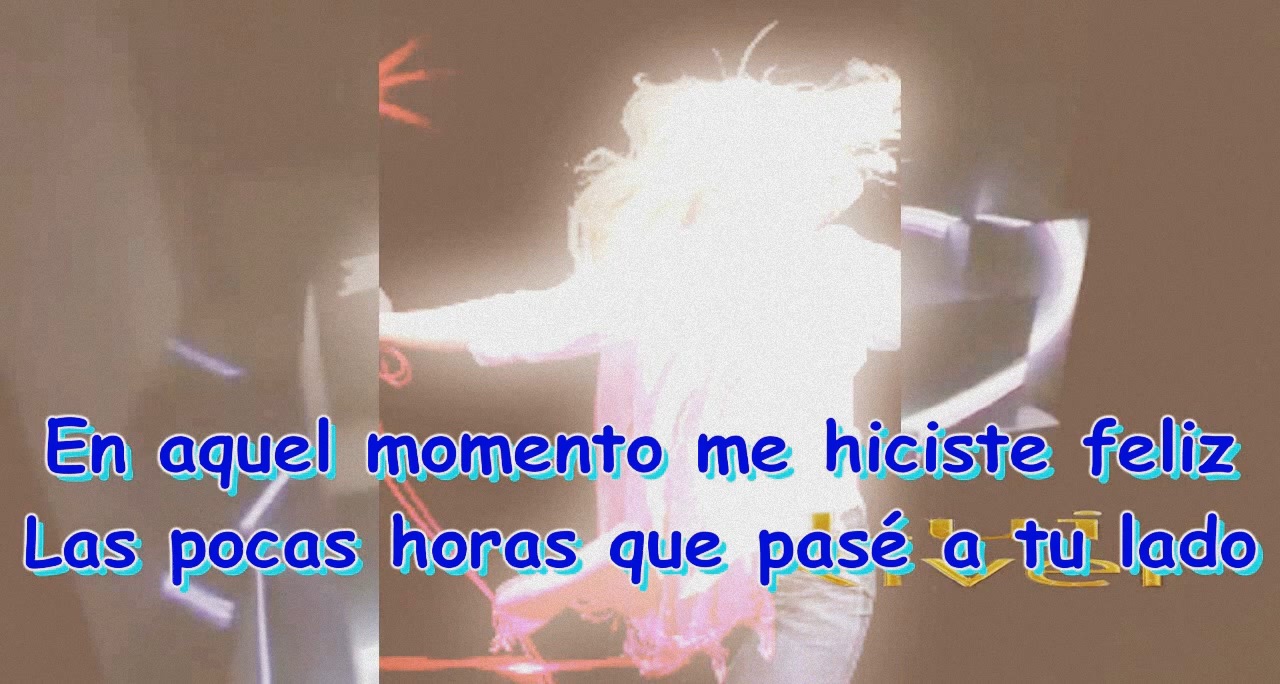 En aquel momento me hiciste feliz
Las pocas horas que pasé a tu lado